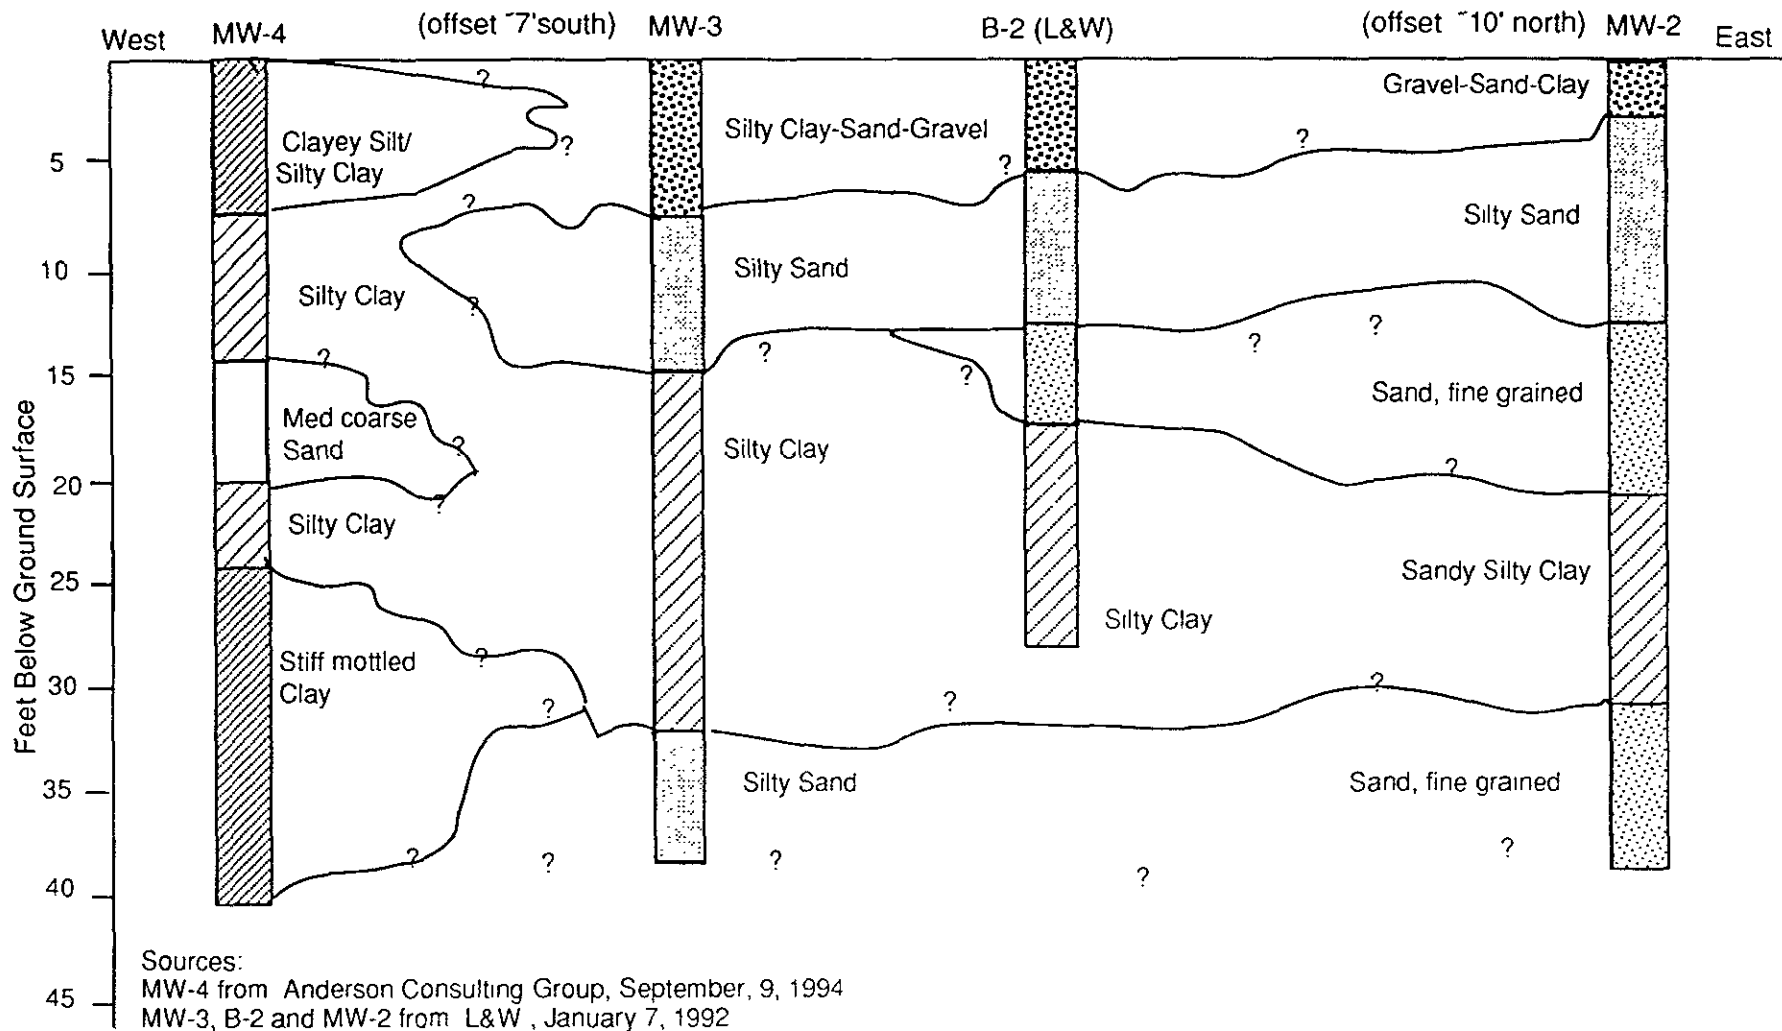 West MW-4 (offset ~7' south) MW-3 B-2 (L&W) (offset ~10' north) MW-2 East
Gravel-Sand-Clay
Clayey Silt/
Silty Clay
Silty Clay-Sand-Gravel
?
?
?
?
5
?
Silty Sand
10
Silty Clay
Silty Sand
?
?
?
?
?
?
15
Med coarse
Sand
?
Silty Clay
Sand, fine grained
?
20
?
Silty Clay
25
Sandy Silty Clay
Silty Clay
Stiff mottled
Clay
?
30
?
?
?
35
Silty Sand
Sand, fine grained
?
?
?
?
?
40
45
Feet Below Ground Surface
Sources:
MW-4 from Anderson Consulting Group, September, 9, 1994
MW-3, B-2 and MW-2 from L&W , January 7, 1992